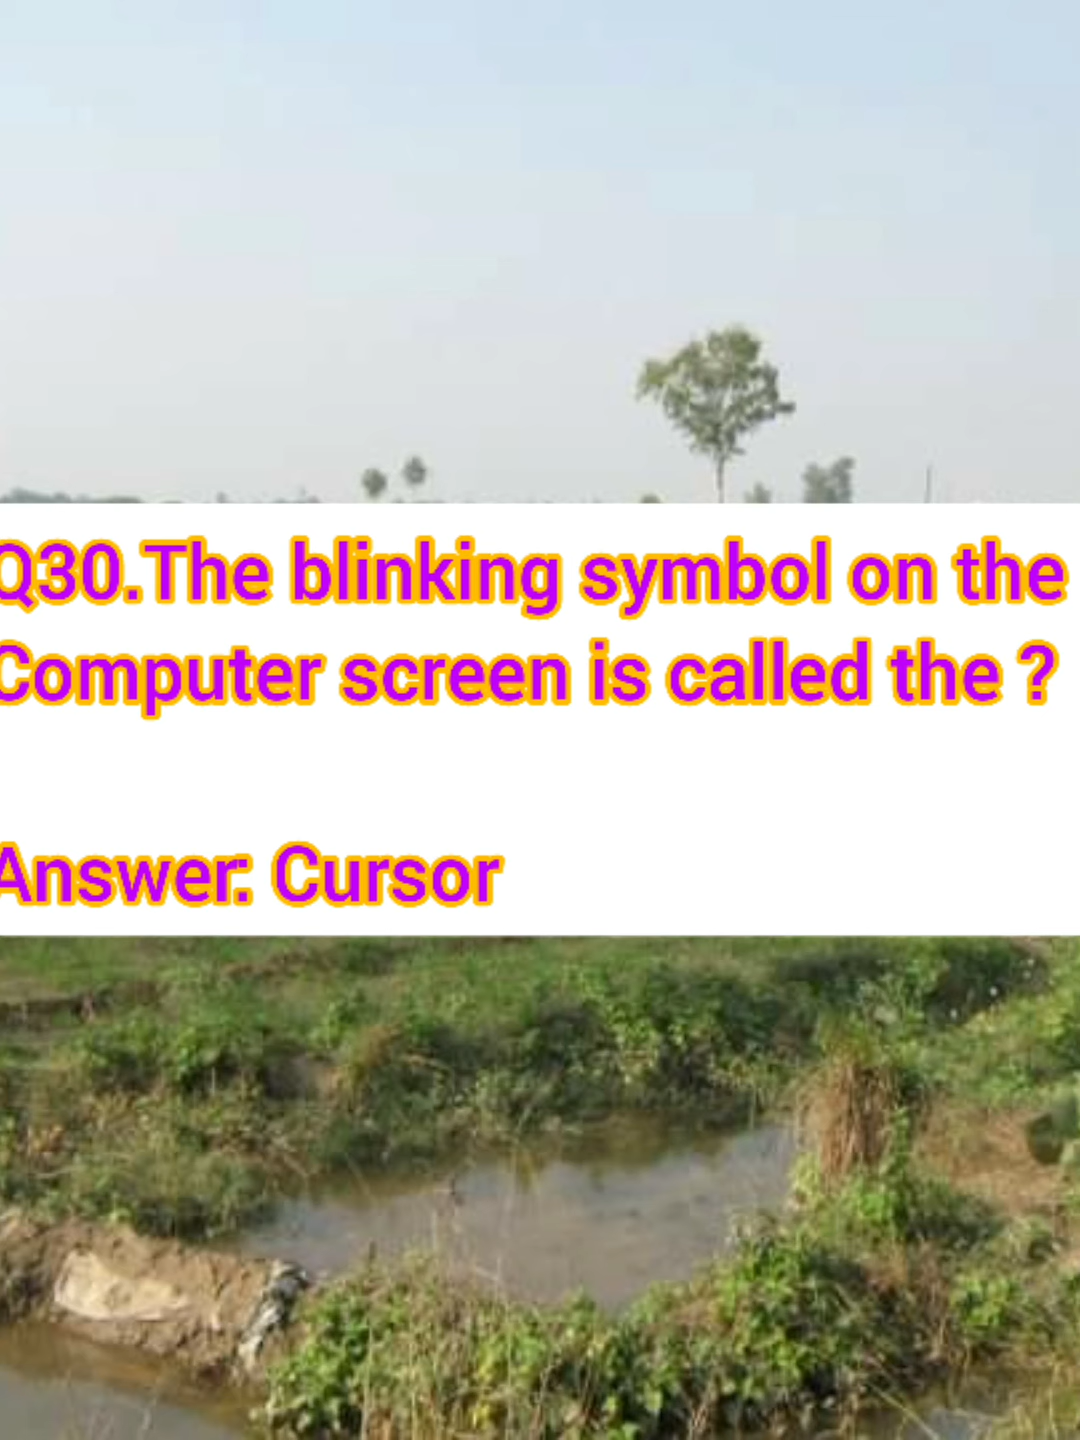 Q30.The blinking symbol on the
Computer screen is called the ?
Answer: Cursor